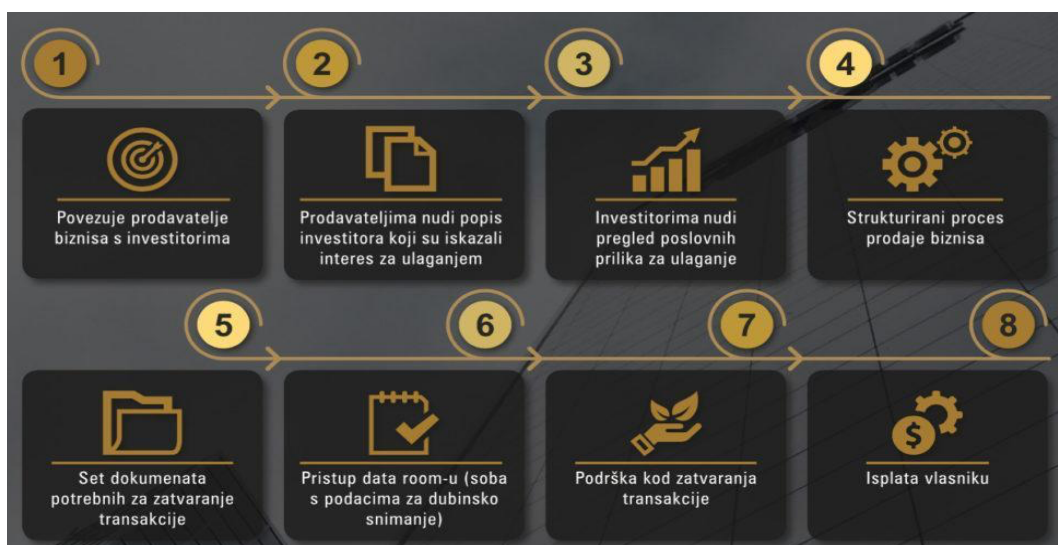 1
2
3
4
Povezuje prodavatelje
biznisa s investitorima
Prodavateljima nudi popis
investitora koji su iskazali
interes za ulaganjem
Investitorima nudi
pregled poslovnih
prilika za ulaganje
Strukturirani proces
prodaje biznisa
5
6
7
8
Set dokumenata
potrebnih za zatvaranje
transakcije
Pristup data room-u (soba
s podacima za dubinsko
snimanje)
Podrška kod zatvaranja
transakcije
$
Isplata vlasniku